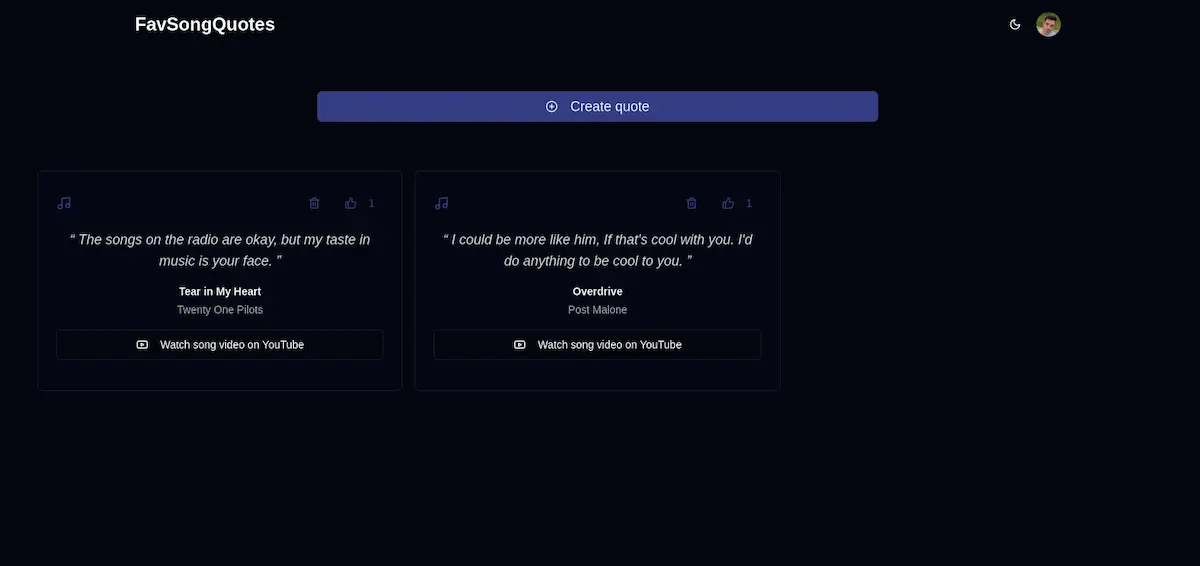 FavSongQuotes
Create quote
1
“ The songs on the radio are okay, but my taste in
music is your face. ”
Tear in My Heart
Twenty One Pilots
Watch song video on YouTube
1
“ I could be more like him, If that's cool with you. I'd
do anything to be cool to you. ”
Overdrive
Post Malone
Watch song video on YouTube